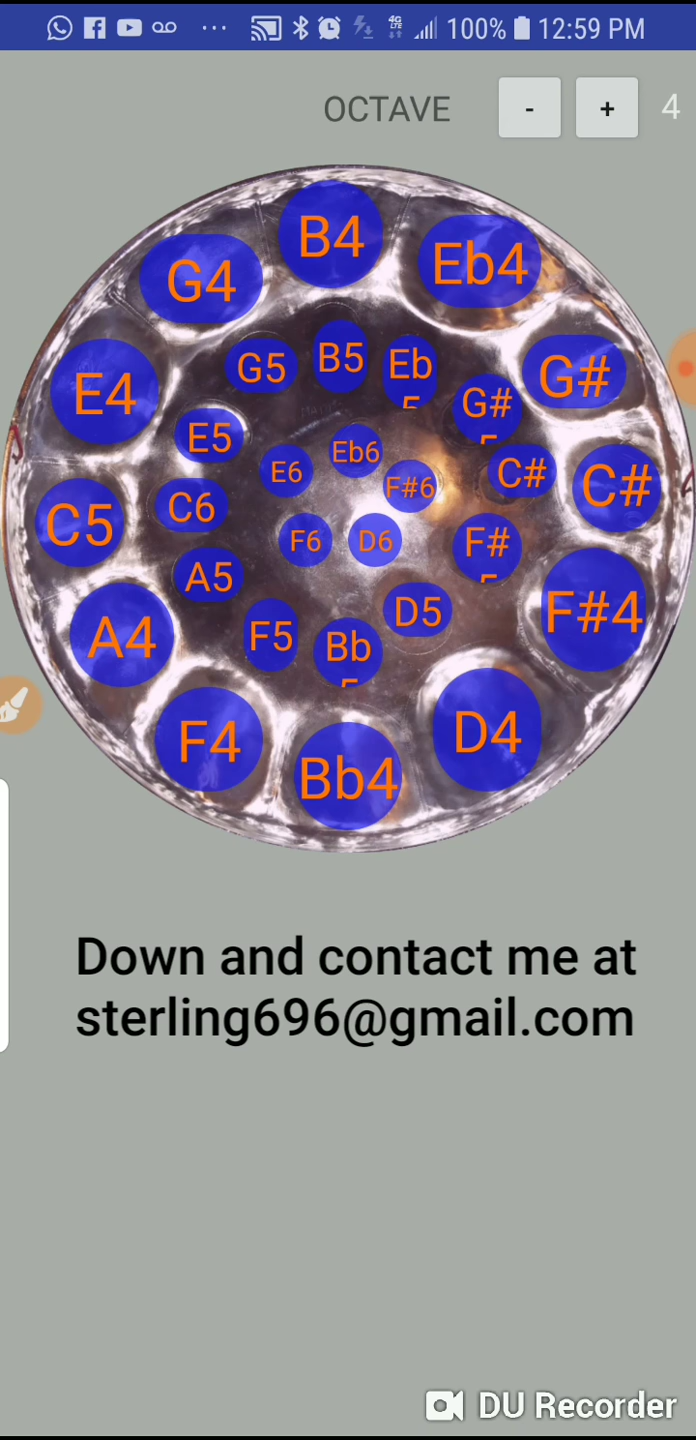 100% 12:59 PM
OCTAVE - + 4
B4
G4 Eb4
E4 G5 B5 Eb G#
G#
E5 Eb6
E6 F#6 C# C#
C5 C6
F6 D6 F#
A5
A4 F5 Bb D5 F#4
F4 Bb4 D4
Down and contact me at
sterling696@gmail.com
DU Recorder